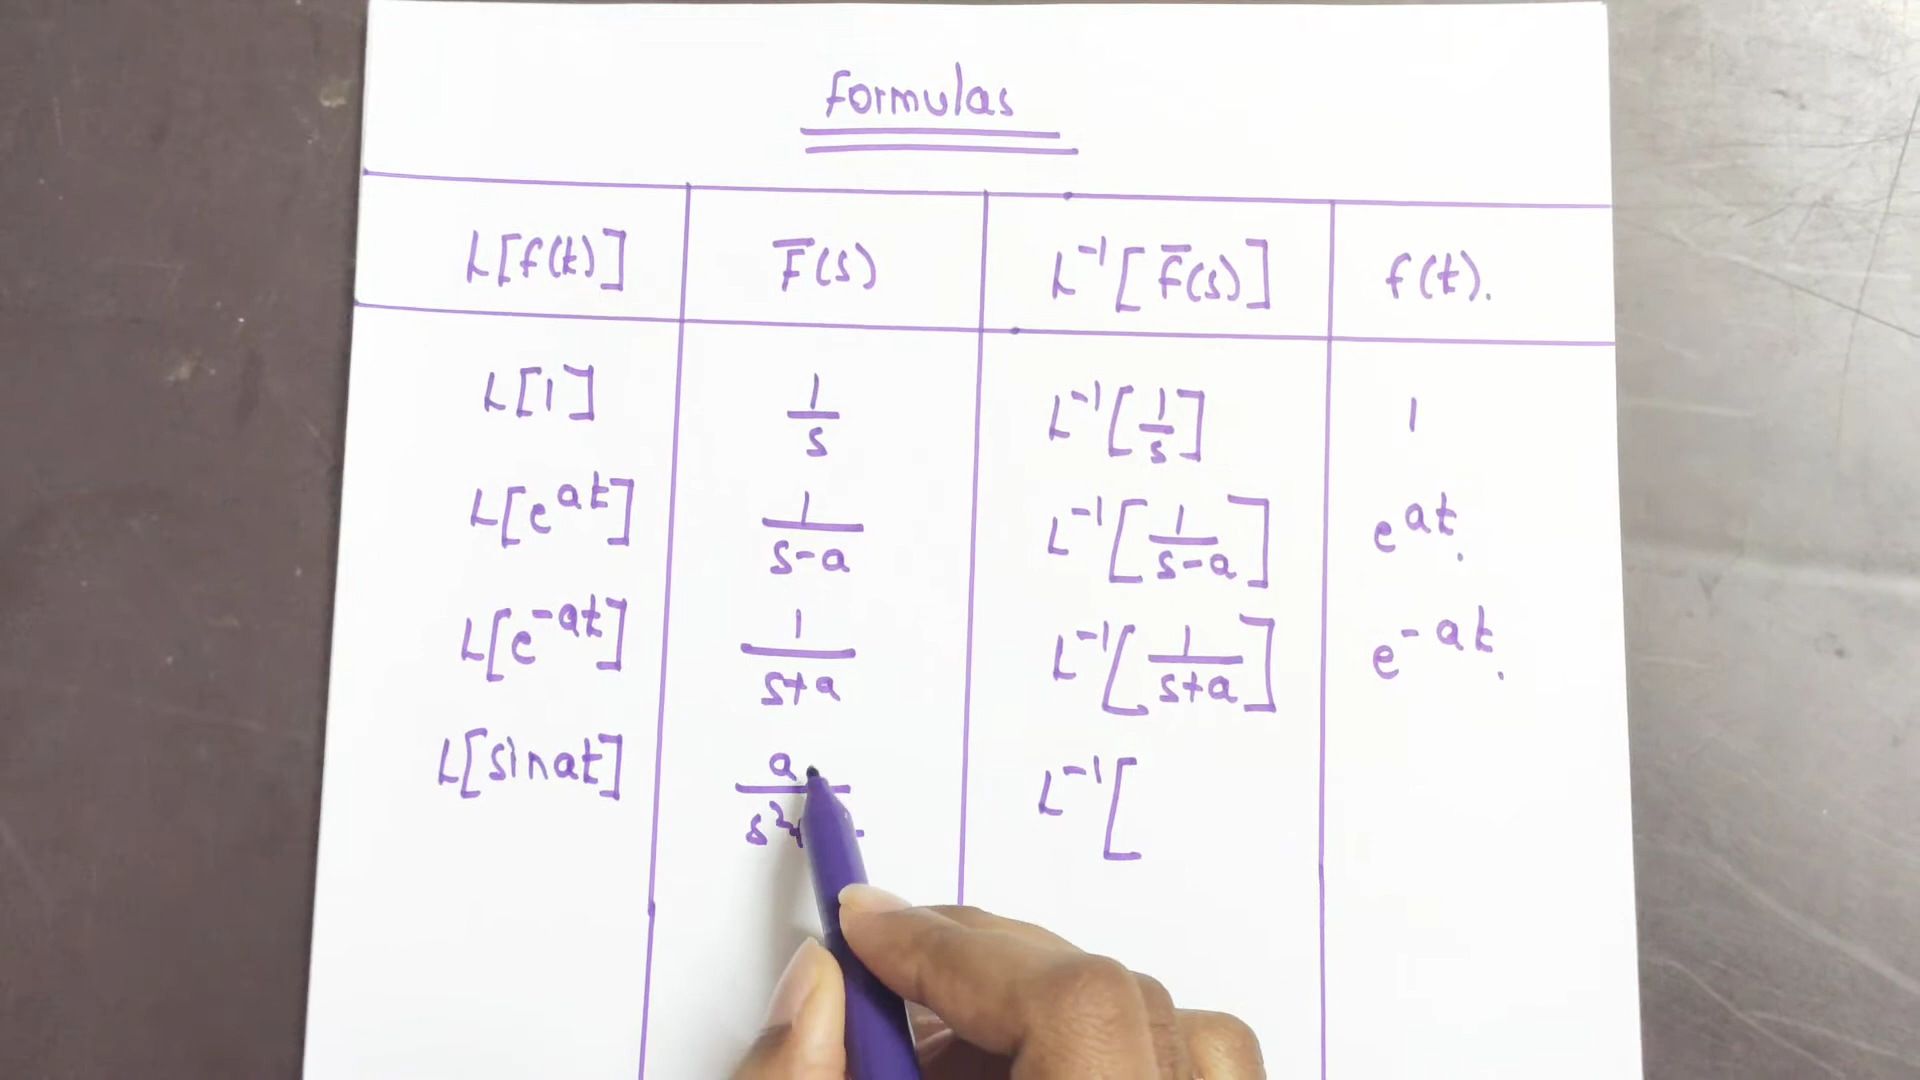 Formulas
L[f(t)] F̅(s) L⁻¹[F̅(s)] f(t).
L[1] 1/s L⁻¹[1/s] 1
L[e^at] 1/(s-a) L⁻¹[1/(s-a)] e^at.
L[e^-at] 1/(s+a) L⁻¹[1/(s+a)] e^-at.
L[sinat] a/s²+ L⁻¹[